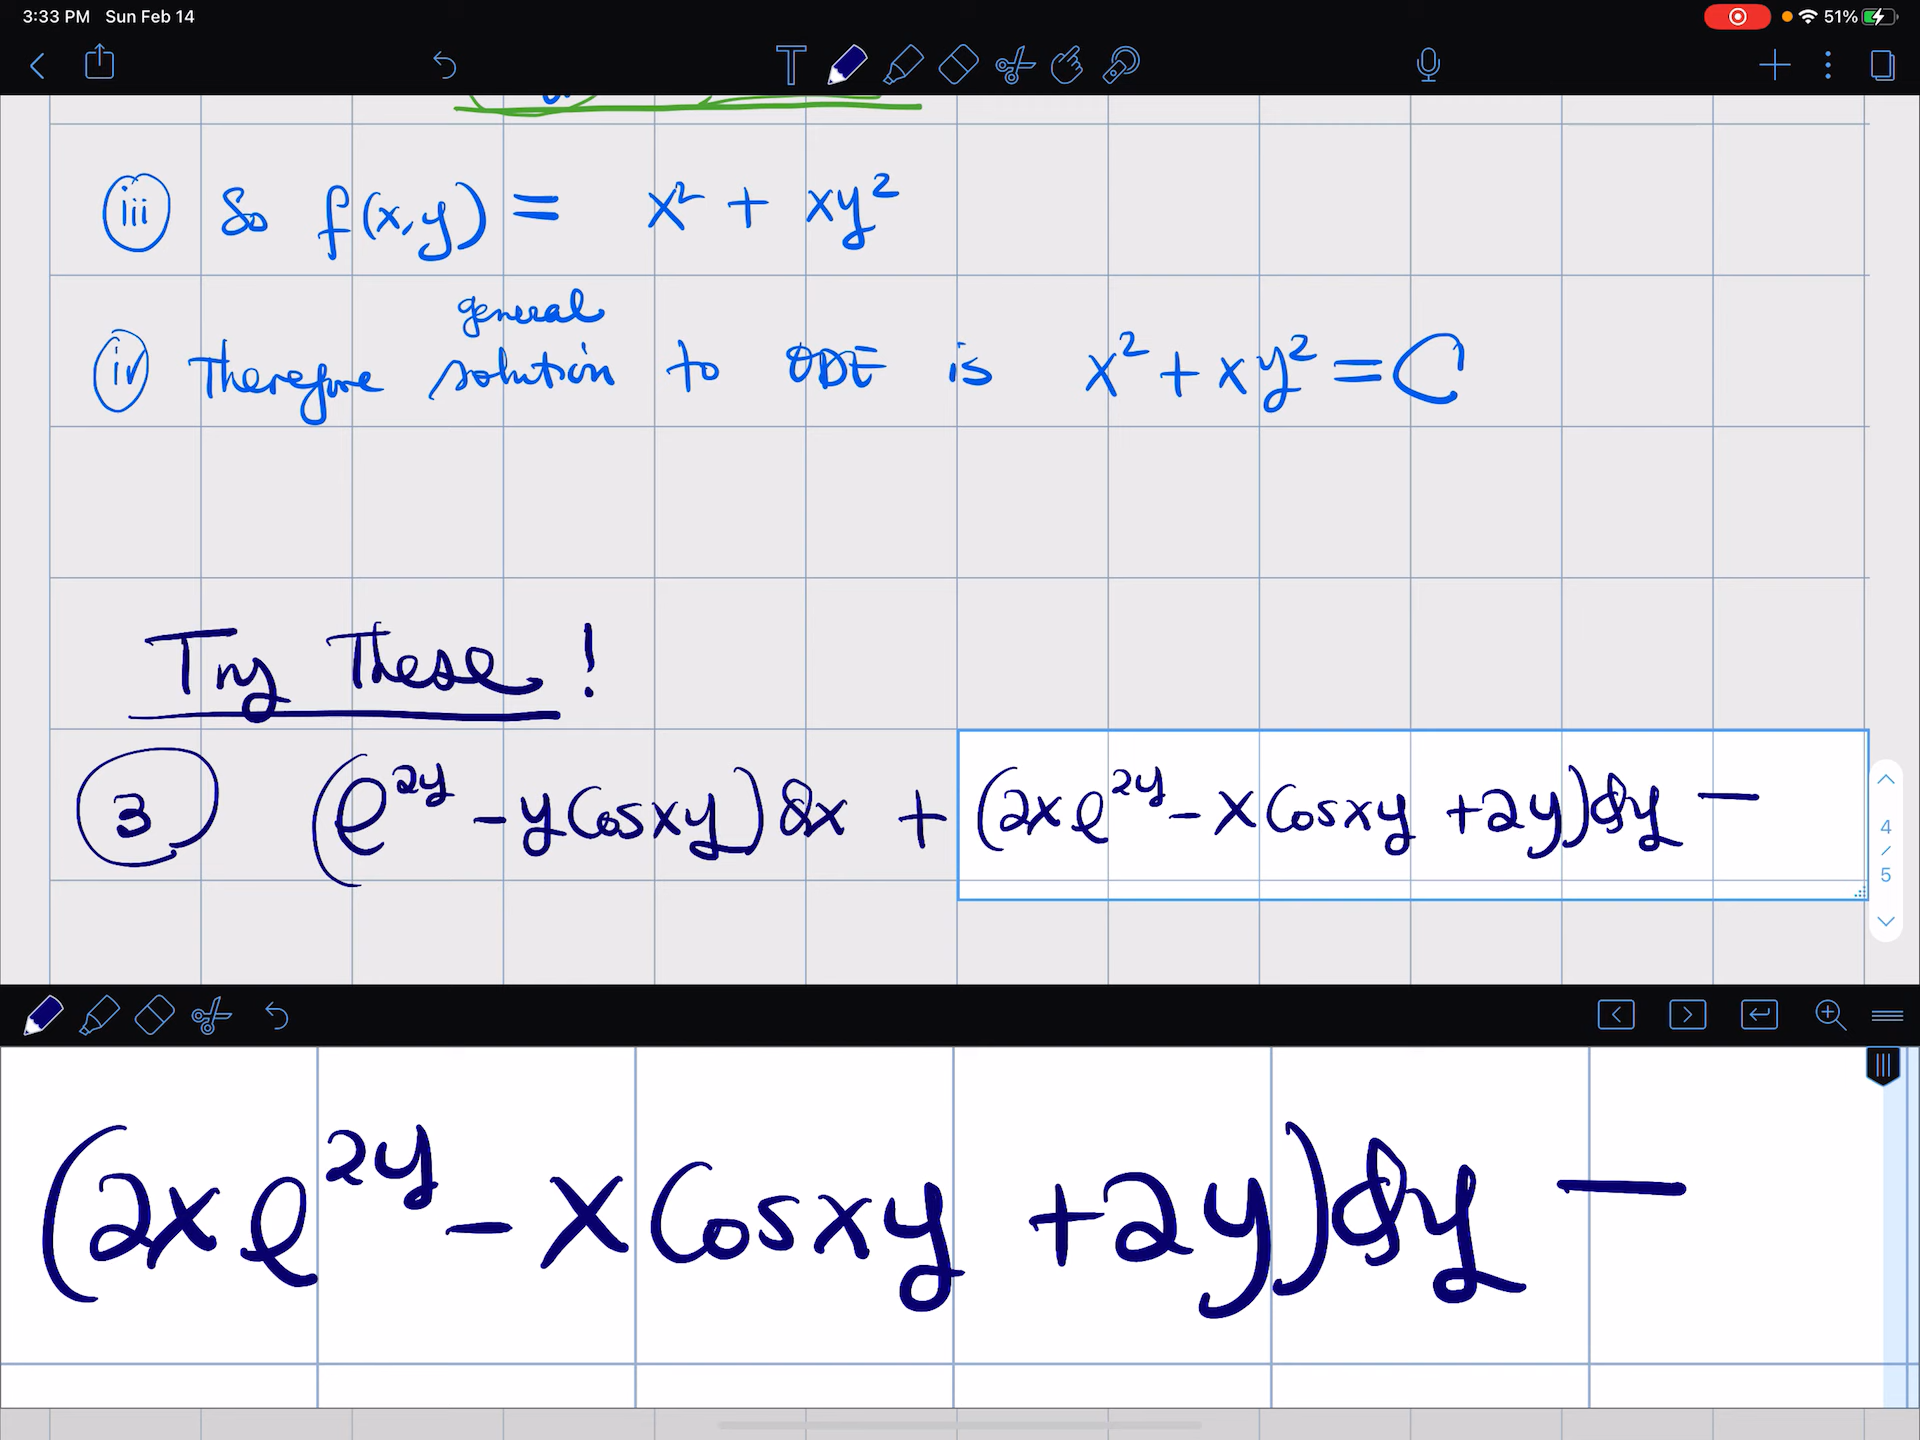 3:33 PM Sun Feb 14
51%
(iii) So f(x,y) = x² + xy²
general
(iv) Therefore solution to ODE is x² + xy² = C
Try These!
(3) (e^{2y} - y Cosxy) dx + (2xe^{2y} - x Cosxy + 2y) dy -
4
/
5
(2xe^{2y} - x Cosxy + 2y) dy -